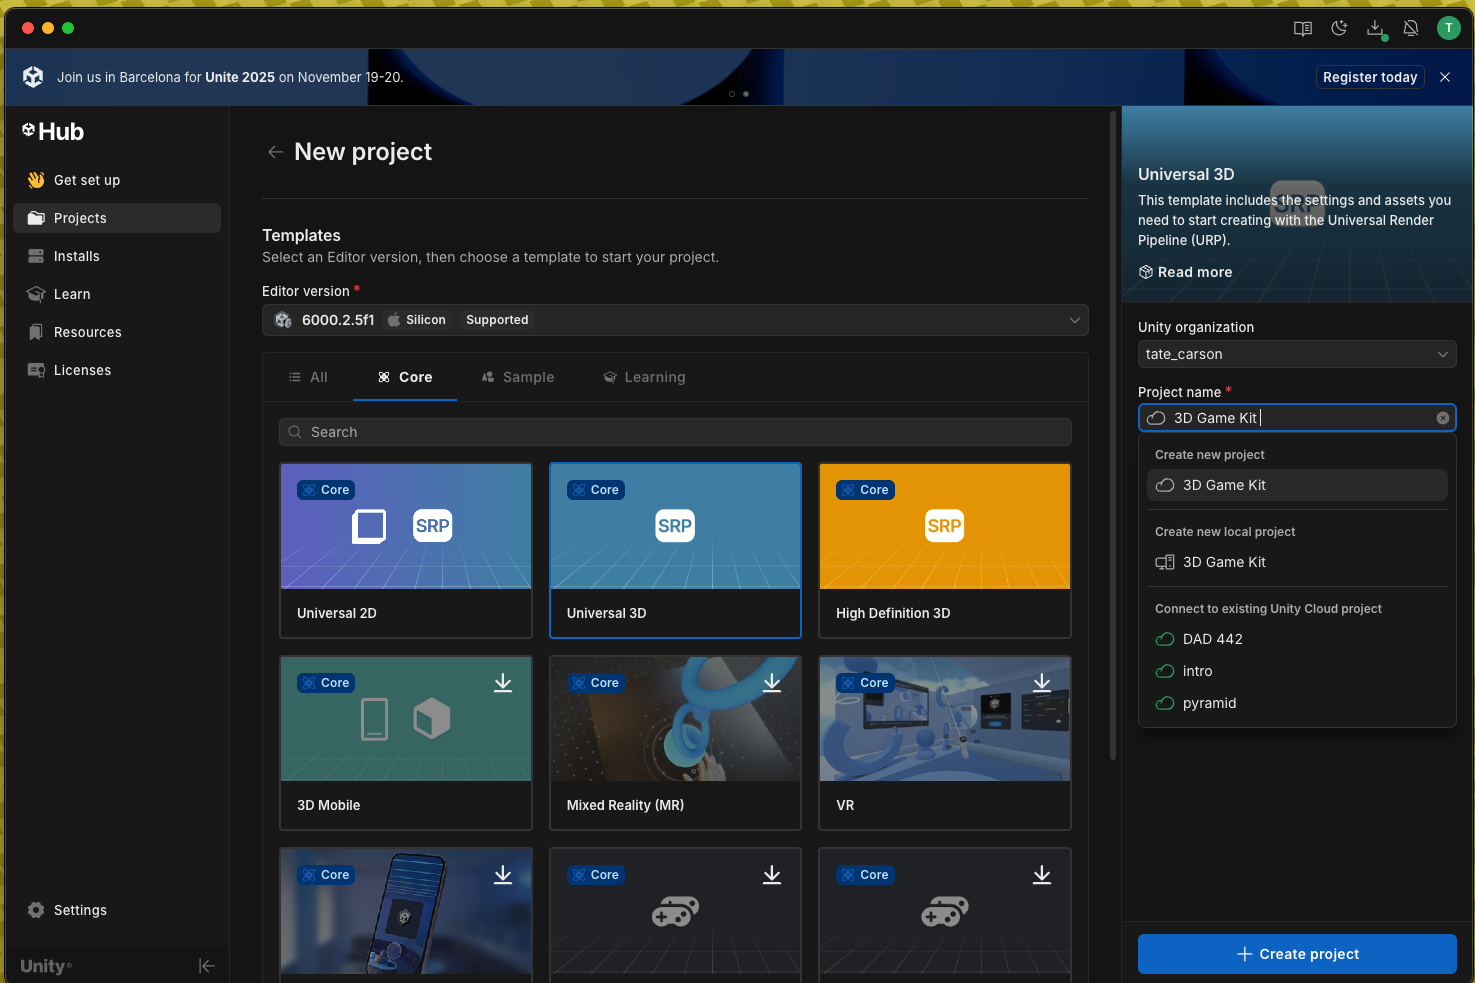 T
Join us in Barcelona for Unite 2025 on November 19-20.
Register today
Hub
Get set up
Projects
Installs
Learn
Resources
Licenses
Settings
Unity
New project
Templates
Select an Editor version, then choose a template to start your project.
Editor version *
6000.2.5f1 Silicon Supported
All Core Sample Learning
Search
Core
SRP
Universal 2D
Core
SRP
Universal 3D
Core
SRP
High Definition 3D
Core
3D Mobile
Core
Mixed Reality (MR)
Core
VR
Core
Core
Core
SRP
Universal 3D
This template includes the settings and assets you
need to start creating with the Universal Render
Pipeline (URP).
Read more
Unity organization
tate_carson
Project name *
3D Game Kit
Create new project
3D Game Kit
Create new local project
3D Game Kit
Connect to existing Unity Cloud project
DAD 442
intro
pyramid
Create project